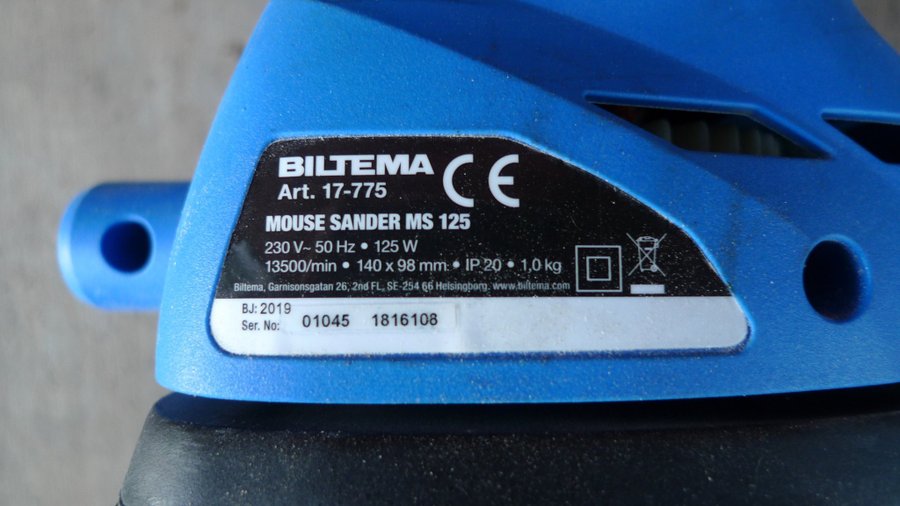 BILTEMA CE
Art. 17-775
MOUSE SANDER MS 125
230 V~ 50 Hz • 125 W
13500/min • 140 x 98 mm • IP 20 • 1,0 kg
Biltema, Garnisonsgatan 26, 2nd FL, SE-254 66 Helsingborg. www.biltema.com
BJ: 2019
Ser. No: 01045 1816108